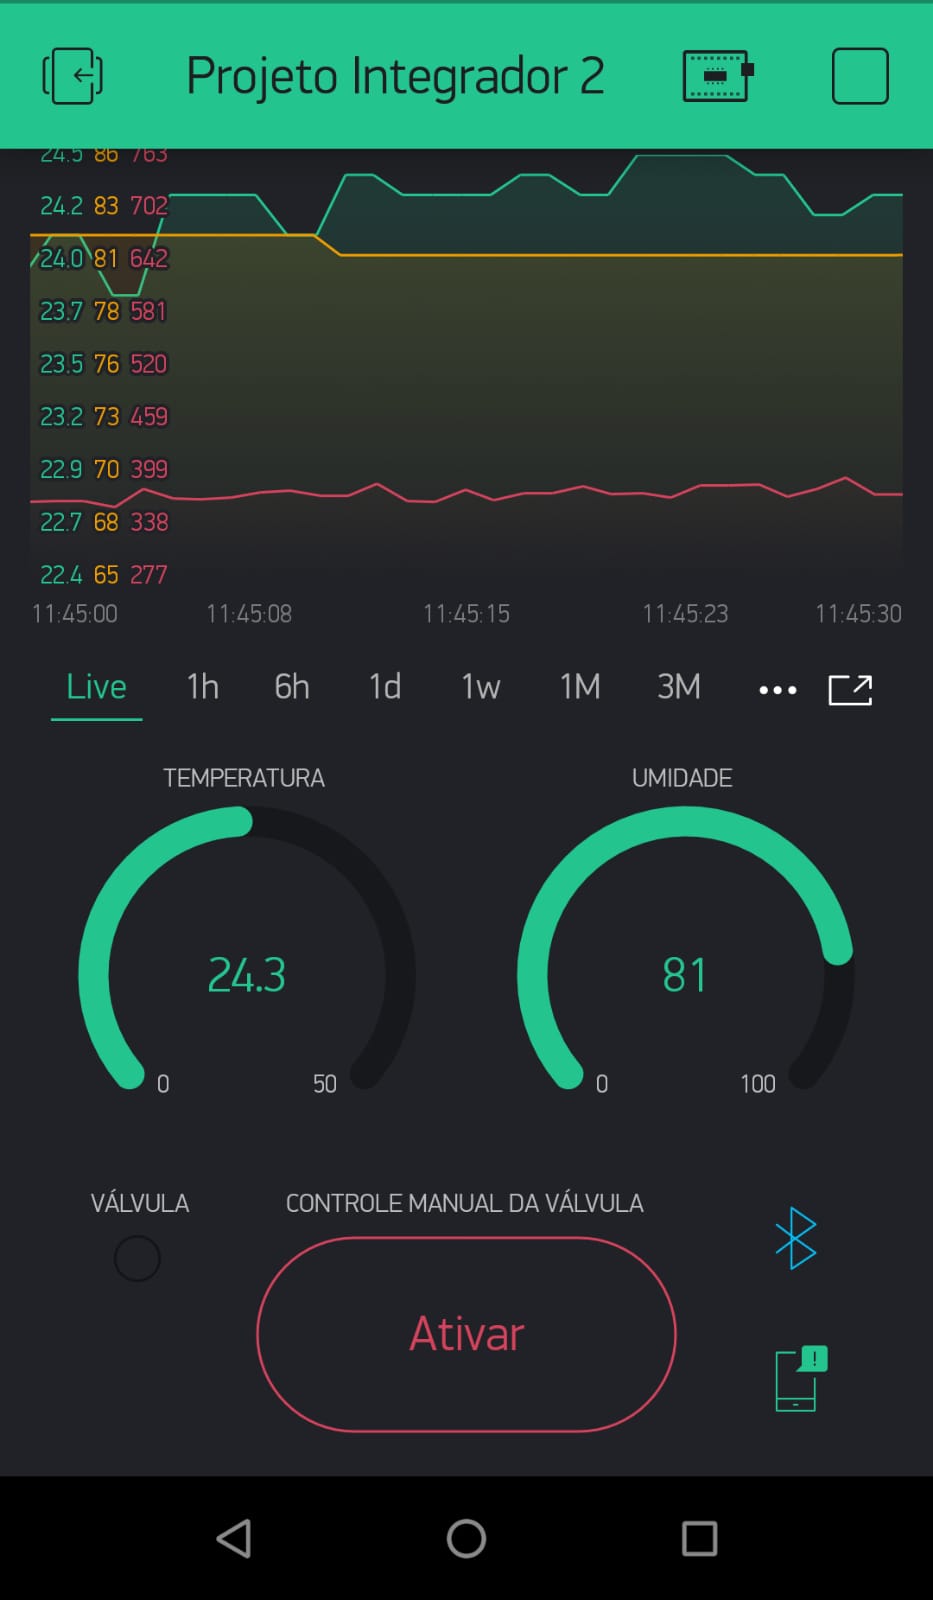 Projeto Integrador 2
24.5 86 763
24.2 83 702
24.0 81 642
23.7 78 581
23.5 76 520
23.2 73 459
22.9 70 399
22.7 68 338
22.4 65 277
11:45:00 11:45:08 11:45:15 11:45:23 11:45:30
Live 1h 6h 1d 1w 1M 3M
TEMPERATURA UMIDADE
24.3 81
0 50 0 100
VÁLVULA CONTROLE MANUAL DA VÁLVULA
Ativar